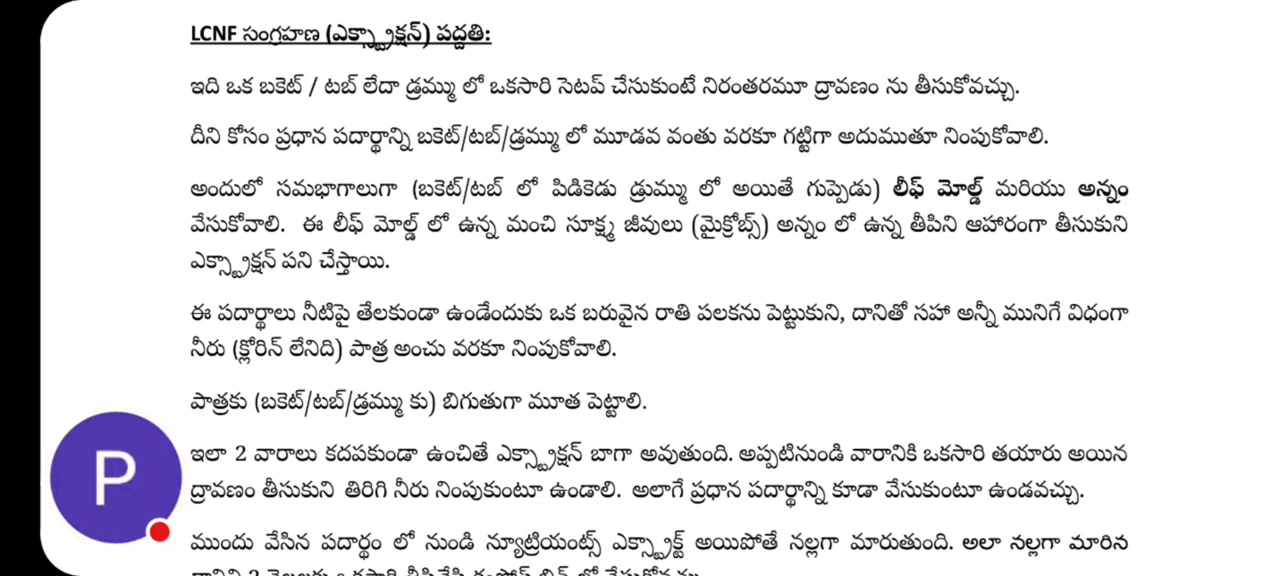 LCNF సంగ్రహణ (ఎక్స్ట్రాక్షన్) పద్దతి:
ఇది ఒక బకెట్ / టబ్ లేదా డ్రమ్ము లో ఒకసారి సెటప్ చేసుకుంటే నిరంతరమూ ద్రావణం ను తీసుకోవచ్చు.
దీని కోసం ప్రధాన పదార్థాన్ని బకెట్/టబ్/డ్రమ్ము లో మూడవ వంతు వరకూ గట్టిగా అదుముతూ నింపుకోవాలి.
అందులో సమభాగాలుగా (బకెట్/టబ్ లో పిడికెడు డ్రుమ్ము లో అయితే గుప్పెడు) లీఫ్ మోల్డ్ మరియు అన్నం
వేసుకోవాలి. ఈ లీఫ్ మోల్డ్ లో ఉన్న మంచి సూక్ష్మ జీవులు (మైక్రోబ్స్) అన్నం లో ఉన్న తీపిని ఆహారంగా తీసుకుని
ఎక్స్ట్రాక్షన్ పని చేస్తాయి.
ఈ పదార్థాలు నీటిపై తేలకుండా ఉండేందుకు ఒక బరువైన రాతి పలకను పెట్టుకుని, దానితో సహా అన్నీ మునిగే విధంగా
నీరు (క్లోరిన్ లేనిది) పాత్ర అంచు వరకూ నింపుకోవాలి.
పాత్రకు (బకెట్/టబ్/డ్రమ్ము కు) బిగుతుగా మూత పెట్టాలి.
ఇలా 2 వారాలు కదపకుండా ఉంచితే ఎక్స్ట్రాక్షన్ బాగా అవుతుంది. అప్పటినుండి వారానికి ఒకసారి తయారు అయిన
ద్రావణం తీసుకుని తిరిగి నీరు నింపుకుంటూ ఉండాలి. అలాగే ప్రధాన పదార్థాన్ని కూడా వేసుకుంటూ ఉండవచ్చు.
P
ముందు వేసిన పదార్థం లో నుండి న్యూట్రియంట్స్ ఎక్స్ట్రాక్ట్ అయిపోతే నల్లగా మారుతుంది. అలా నల్లగా మారిన